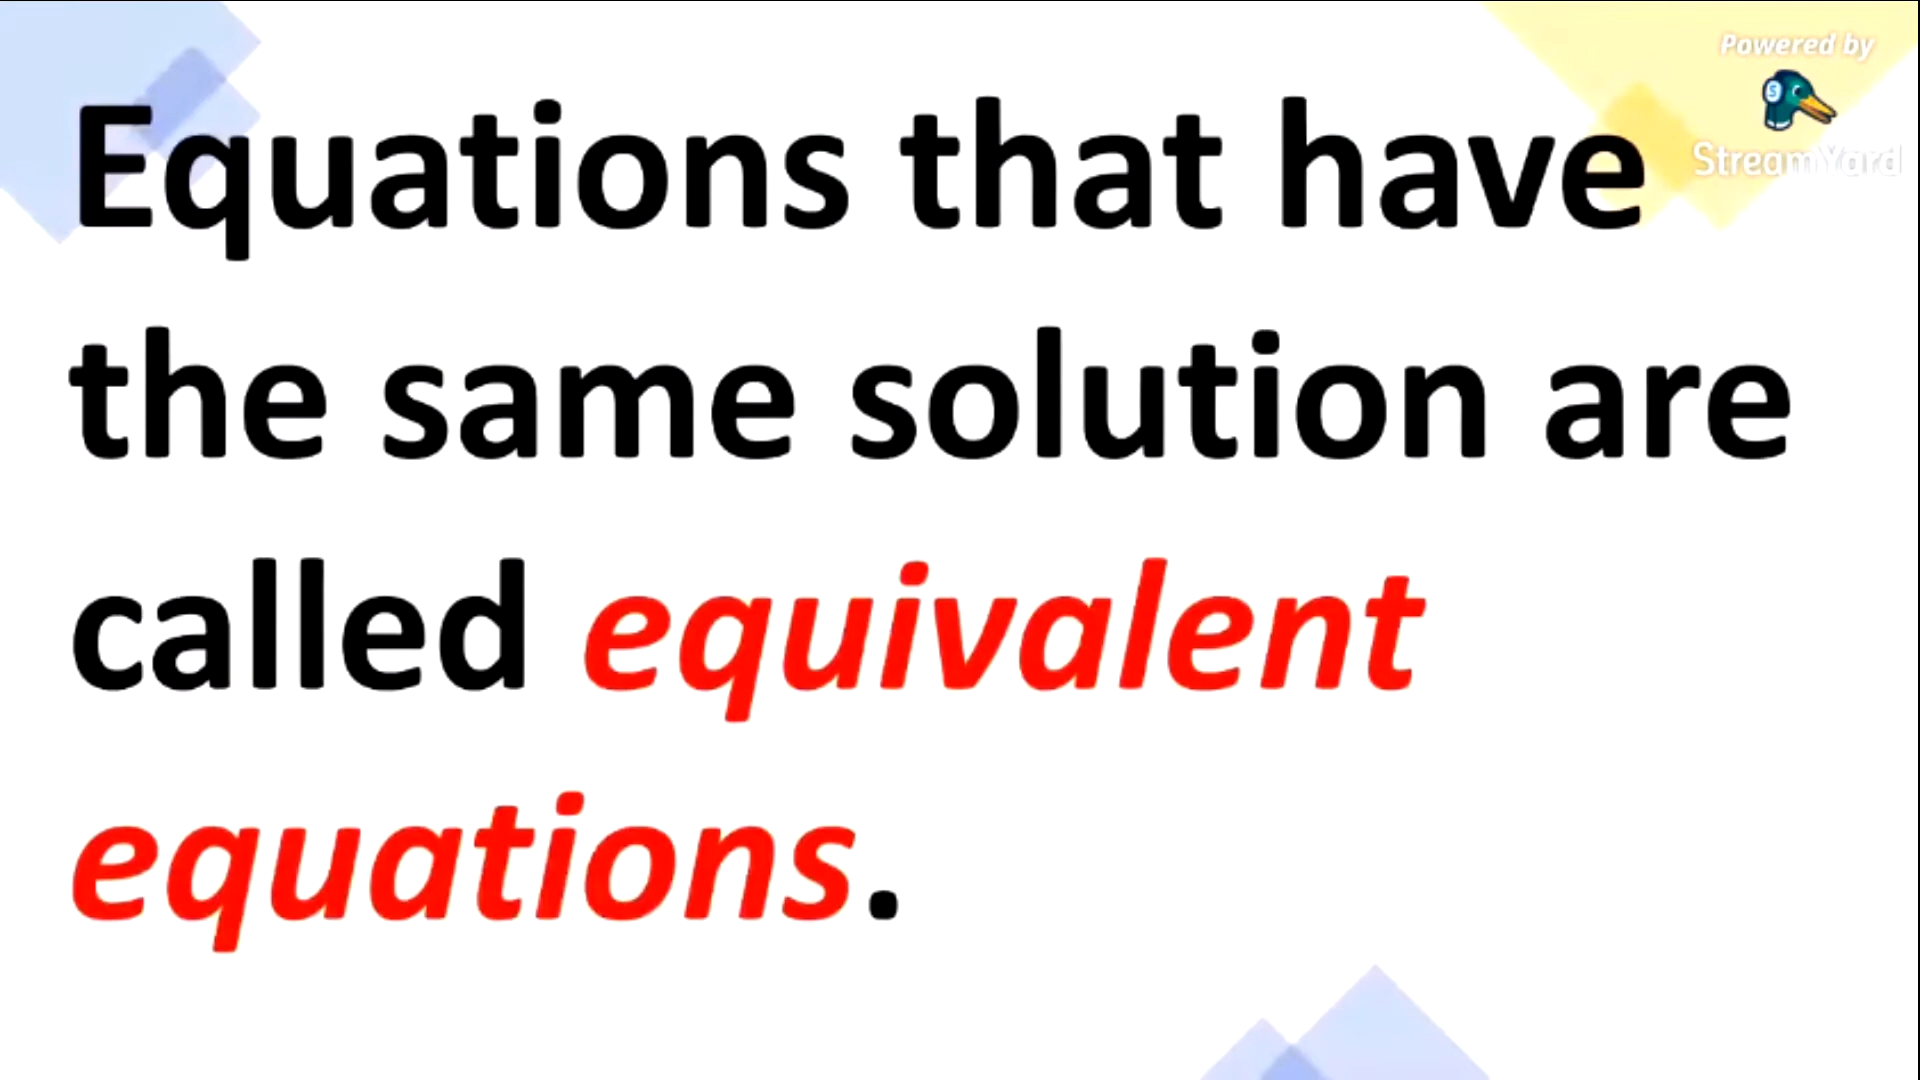 Powered by
StreamYard
Equations that have
the same solution are
called equivalent
equations.